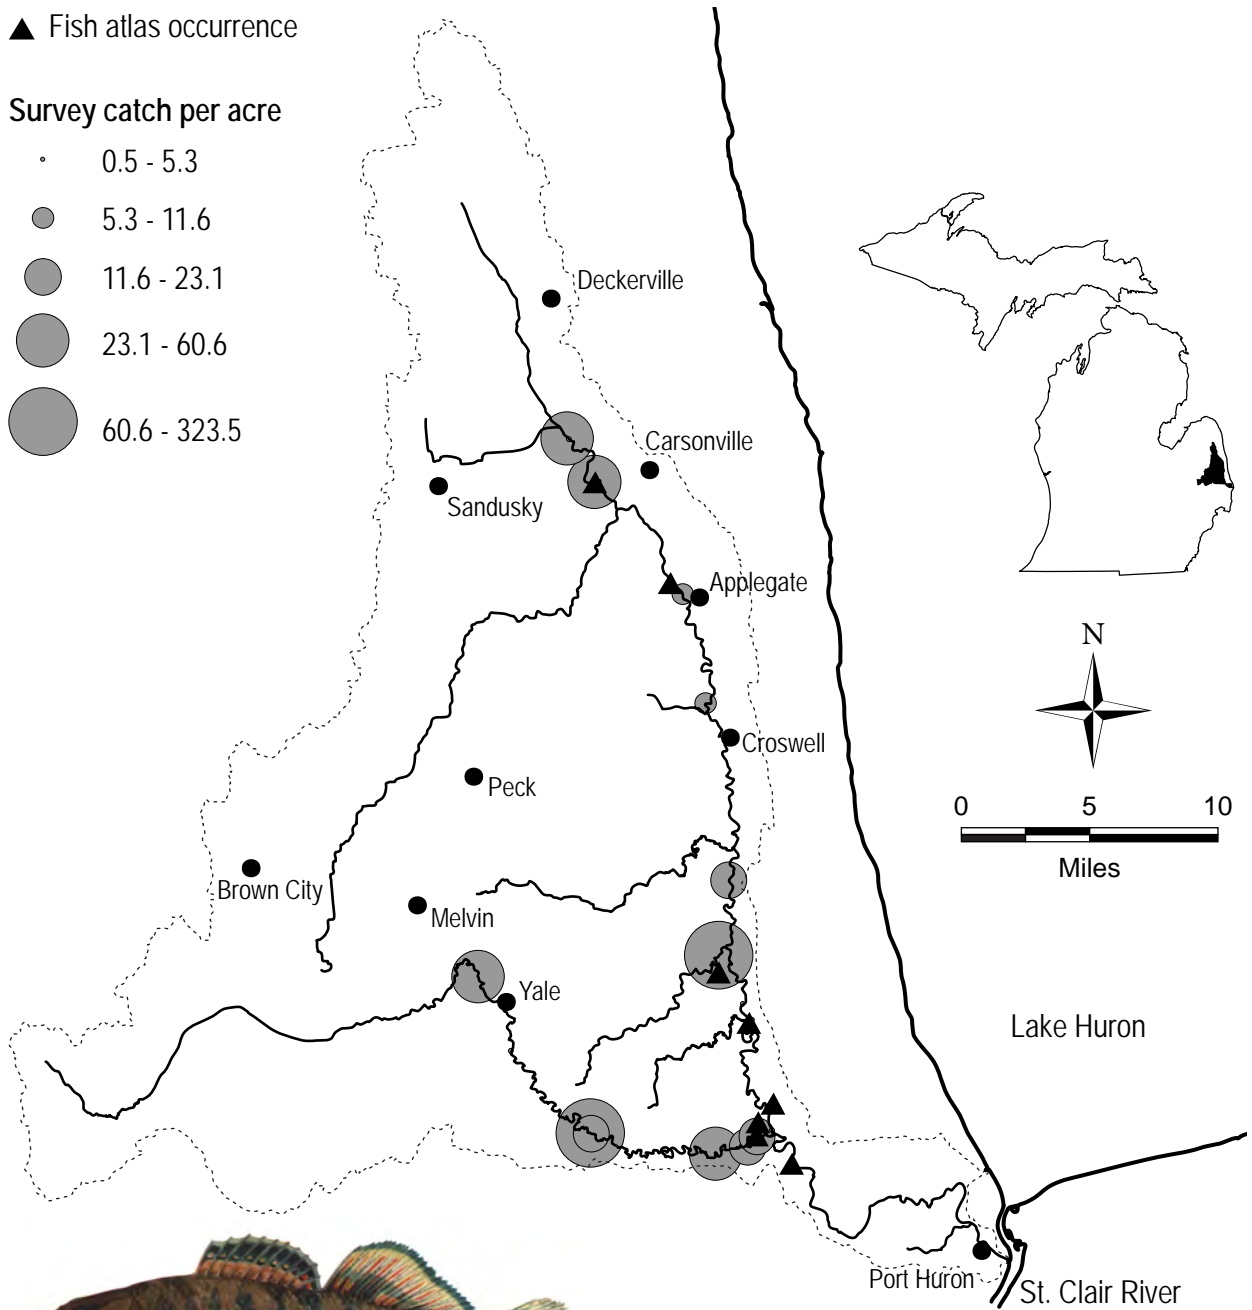 Fish atlas occurrence
Survey catch per acre
0.5 - 5.3
5.3 - 11.6
11.6 - 23.1
23.1 - 60.6
60.6 - 323.5
Deckerville
Carsonville
Sandusky
Applegate
N
Croswell
Peck
0 5 10
Miles
Brown City
Melvin
Yale
Lake Huron
Port Huron
St. Clair River